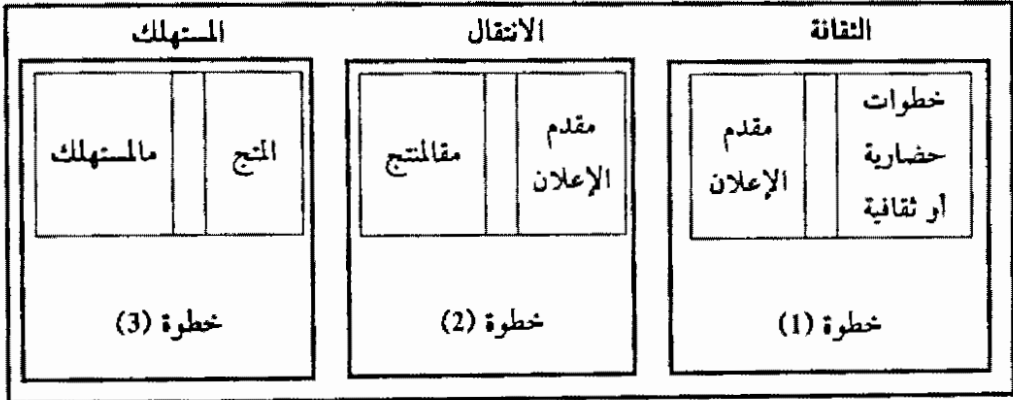 الثقافة
خطوات
حضارية
أو ثقافية
مقدم
الإعلان
خطوة (1)
الانتقال
مقدم
الإعلان
مقالمنتج
خطوة (2)
المستهلك
المنتج
مالمستهلك
خطوة (3)